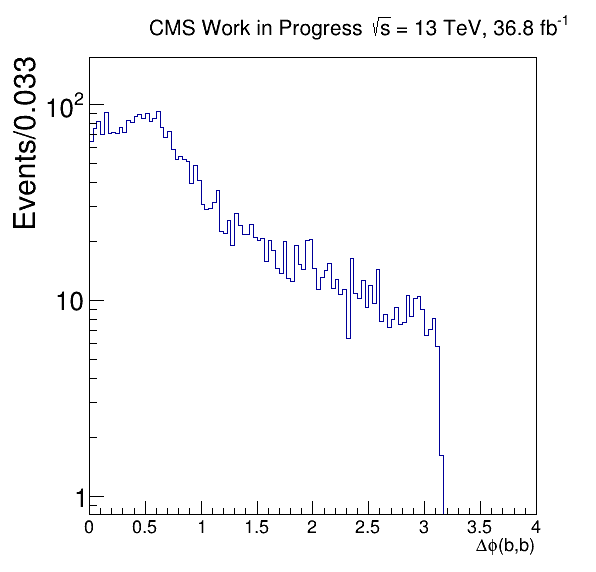 CMS Work in Progress √s = 13 TeV, 36.8 fb⁻¹
Events/0.033
10²
10
1
0 0.5 1 1.5 2 2.5 3 3.5 4
Δϕ(b,b)